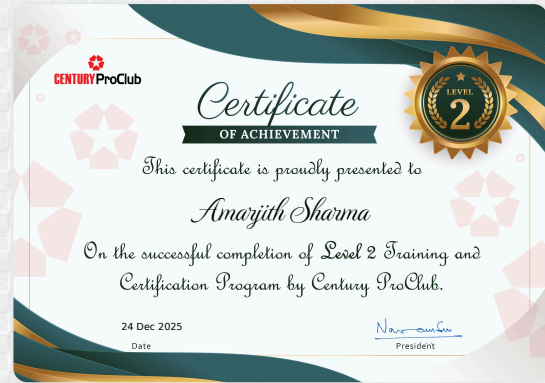 CENTURY ProClub
LEVEL
2
Certificate
OF ACHIEVEMENT
This certificate is proudly presented to
Amarjith Sharma
On the successful completion of Level 2 Training and
Certification Program by Century ProClub.
24 Dec 2025
Date
President